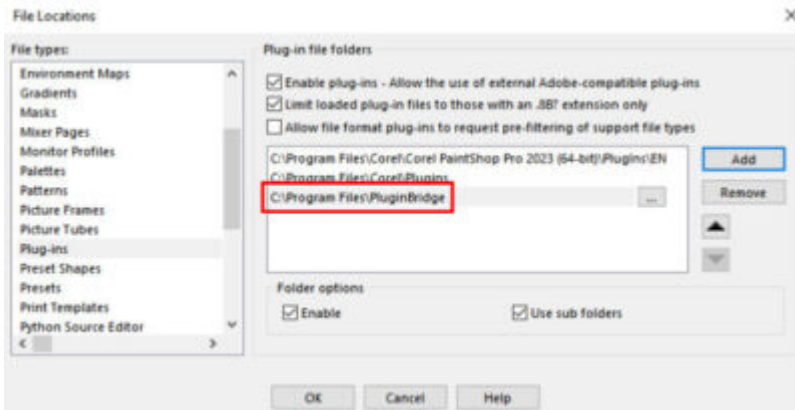 File Locations
File types:
Environment Maps
Gradients
Masks
Mixer Pages
Monitor Profiles
Palettes
Patterns
Picture Frames
Picture Tubes
Plug-ins
Preset Shapes
Presets
Print Templates
Python Source Editor
Plug-in file folders
Enable plug-ins - Allow the use of external Adobe-compatible plug-ins
Limit loaded plug-in files to those with an .8B? extension only
Allow file format plug-ins to request pre-filtering of support file types
C:\Program Files\Corel\Corel PaintShop Pro 2023 (64-bit)\Plugins\EN
C:\Program Files\Corel\Plugins
C:\Program Files\PluginBridge
...
Add
Remove
Folder options
Enable
Use sub folders
OK
Cancel
Help